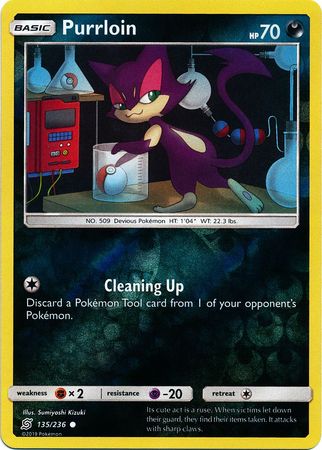 BASIC
Purrloin
HP 70
NO. 509 Devious Pokémon HT: 1'04" WT: 22.3 lbs.
Cleaning Up
Discard a Pokémon Tool card from 1 of your opponent's
Pokémon.
weakness × 2 resistance -20 retreat
Illus. Sumiyoshi Kizuki
135/236
©2019 Pokémon
Its cute act is a ruse. When victims let down
their guard, they find their items taken. It attacks
with sharp claws.